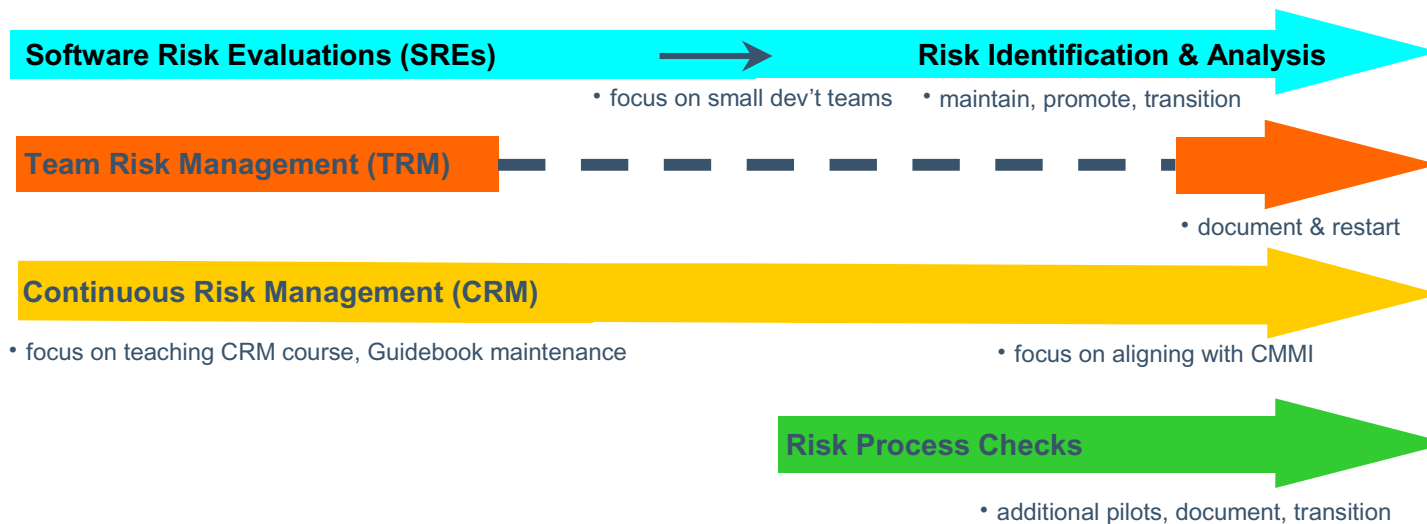 Software Risk Evaluations (SREs)
Risk Identification & Analysis
• focus on small dev’t teams
• maintain, promote, transition
Team Risk Management (TRM)
• document & restart
Continuous Risk Management (CRM)
• focus on teaching CRM course, Guidebook maintenance
• focus on aligning with CMMI
Risk Process Checks
• additional pilots, document, transition